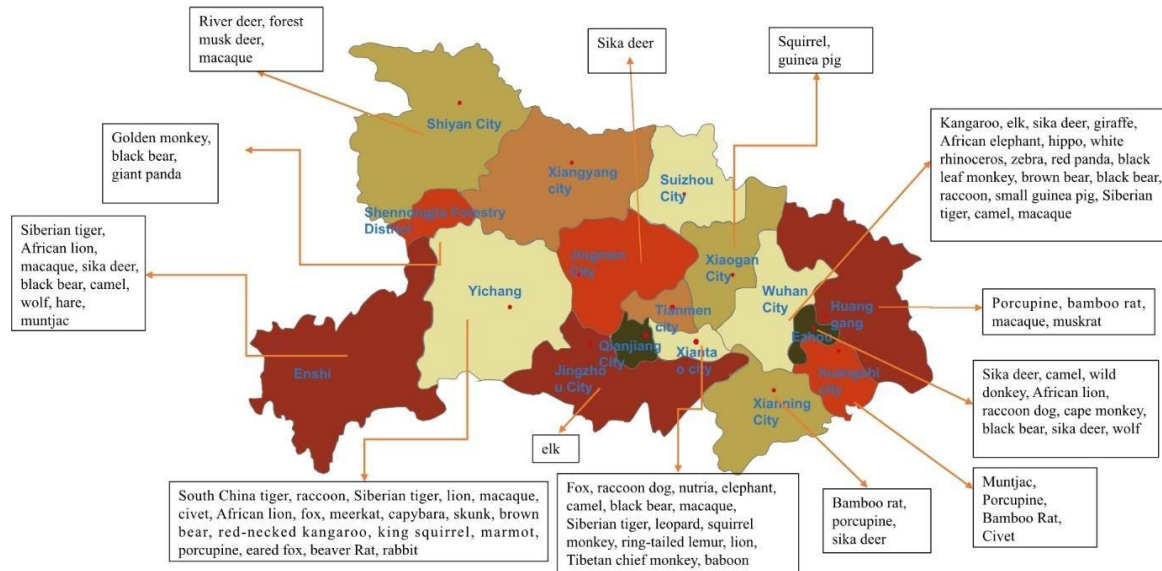 River deer, forest
musk deer,
macaque
Sika deer
Squirrel,
guinea pig
Kangaroo, elk, sika deer, giraffe,
African elephant, hippo, white
rhinoceros, zebra, red panda, black
leaf monkey, brown bear, black bear,
raccoon, small guinea pig, Siberian
tiger, camel, macaque
Golden monkey,
black bear,
giant panda
Siberian tiger,
African lion,
macaque, sika deer,
black bear, camel,
wolf, hare,
muntjac
Shiyan City
Xiangyang
city
Suizhou
City
Shennongjia Forestry
District
Jingmen
City
Xiaogan
City
Yichang
Wuhan
City
Huang
gang
Tianmen
city
Ezhou
Qianjiang
City
Xianta
o city
huangshi
city
Enshi
Jingzho
u City
Xianning
City
Porcupine, bamboo rat,
macaque, muskrat
Sika deer, camel, wild
donkey, African lion,
raccoon dog, cape monkey,
black bear, sika deer, wolf
elk
South China tiger, raccoon, Siberian tiger, lion, macaque,
civet, African lion, fox, meerkat, capybara, skunk, brown
bear, red-necked kangaroo, king squirrel, marmot,
porcupine, eared fox, beaver Rat, rabbit
Fox, raccoon dog, nutria, elephant,
camel, black bear, macaque,
Siberian tiger, leopard, squirrel
monkey, ring-tailed lemur, lion,
Tibetan chief monkey, baboon
Bamboo rat,
porcupine,
sika deer
Muntjac,
Porcupine,
Bamboo Rat,
Civet